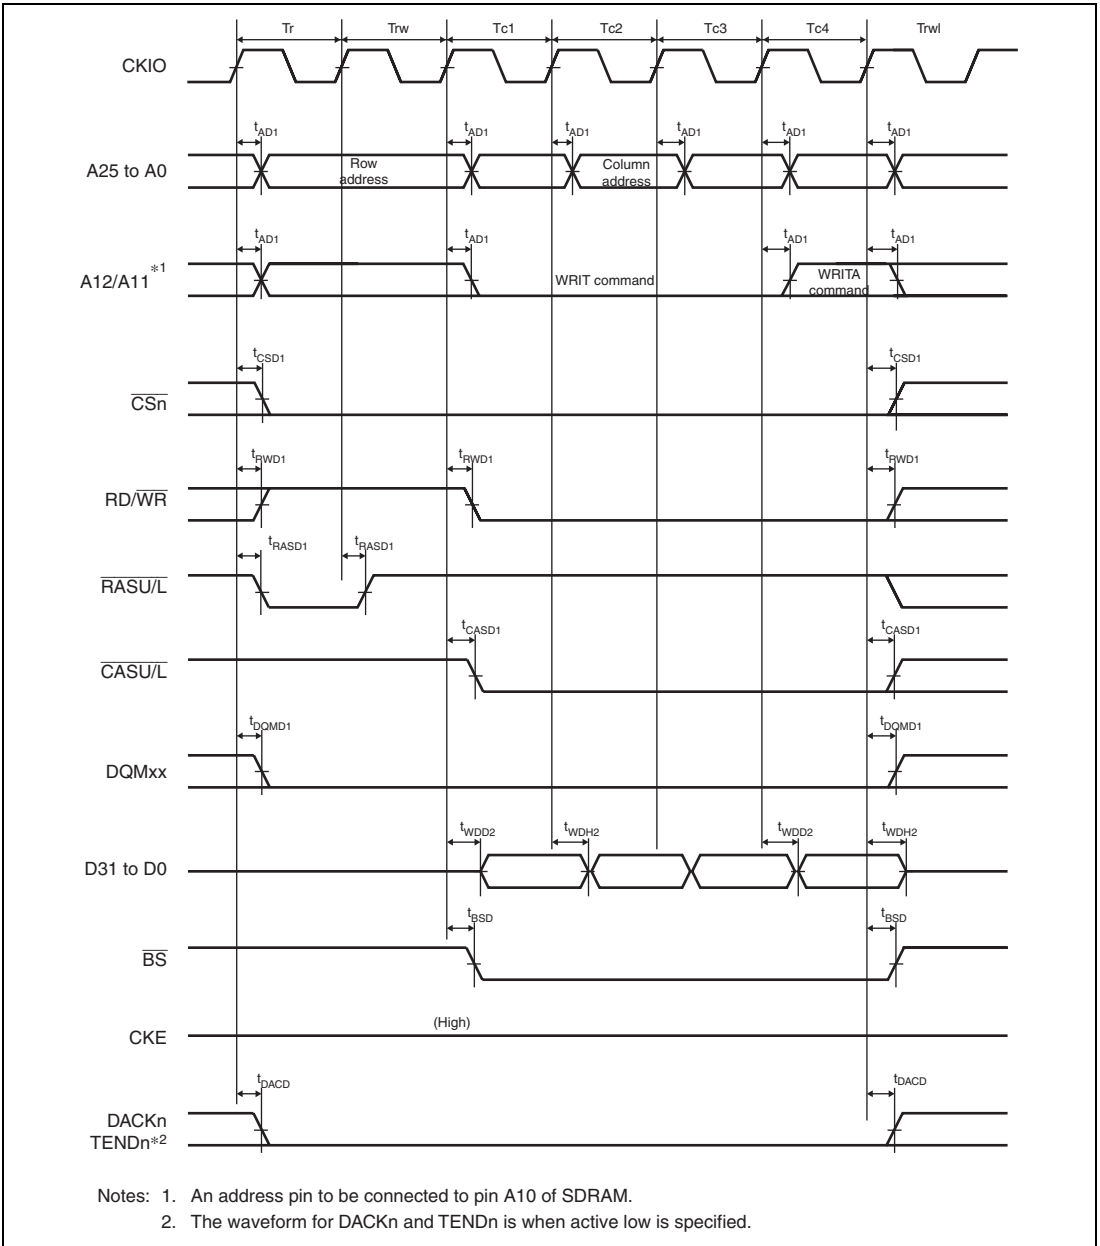 Tr Trw Tc1 Tc2 Tc3 Tc4 Trwl
CKIO
tAD1 tAD1 tAD1 tAD1 tAD1 tAD1
A25 to A0
Row address
Column address
tAD1 tAD1 tAD1 tAD1
A12/A11*1
WRIT command
WRITA command
tCSD1 tCSD1
CSn
tRWD1 tRWD1 tRWD1
RD/WR
tRASD1 tRASD1
RASU/L
tCASD1 tCASD1
CASU/L
tDQMD1 tDQMD1
DQMxx
tWDD2 tWDH2 tWDD2 tWDH2
D31 to D0
tBSD tBSD
BS
(High)
CKE
tDACD tDACD
DACKn
TENDn*2
Notes: 1. An address pin to be connected to pin A10 of SDRAM.
2. The waveform for DACKn and TENDn is when active low is specified.